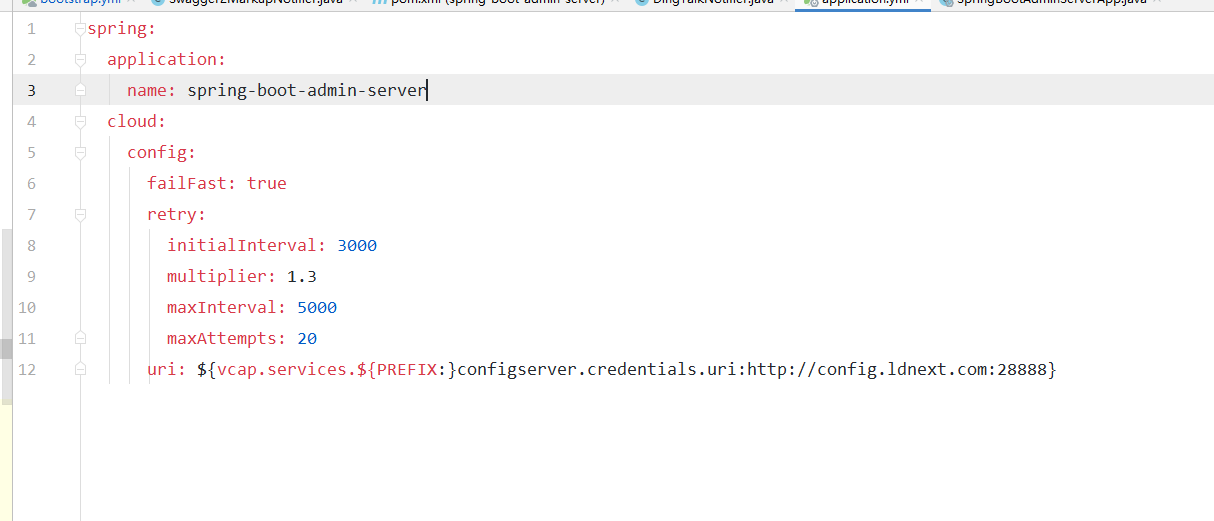 bootstrap.yml Swagger2MarkupNotifier.java pom.xml (spring-boot-admin-server) DingTalkNotifier.java application.yml SpringBootAdminServerApp.java
1 spring:
2 application:
3 name: spring-boot-admin-server
4 cloud:
5 config:
6 failFast: true
7 retry:
8 initialInterval: 3000
9 multiplier: 1.3
10 maxInterval: 5000
11 maxAttempts: 20
12 uri: ${vcap.services.${PREFIX:}configserver.credentials.uri:http://config.ldnext.com:28888}